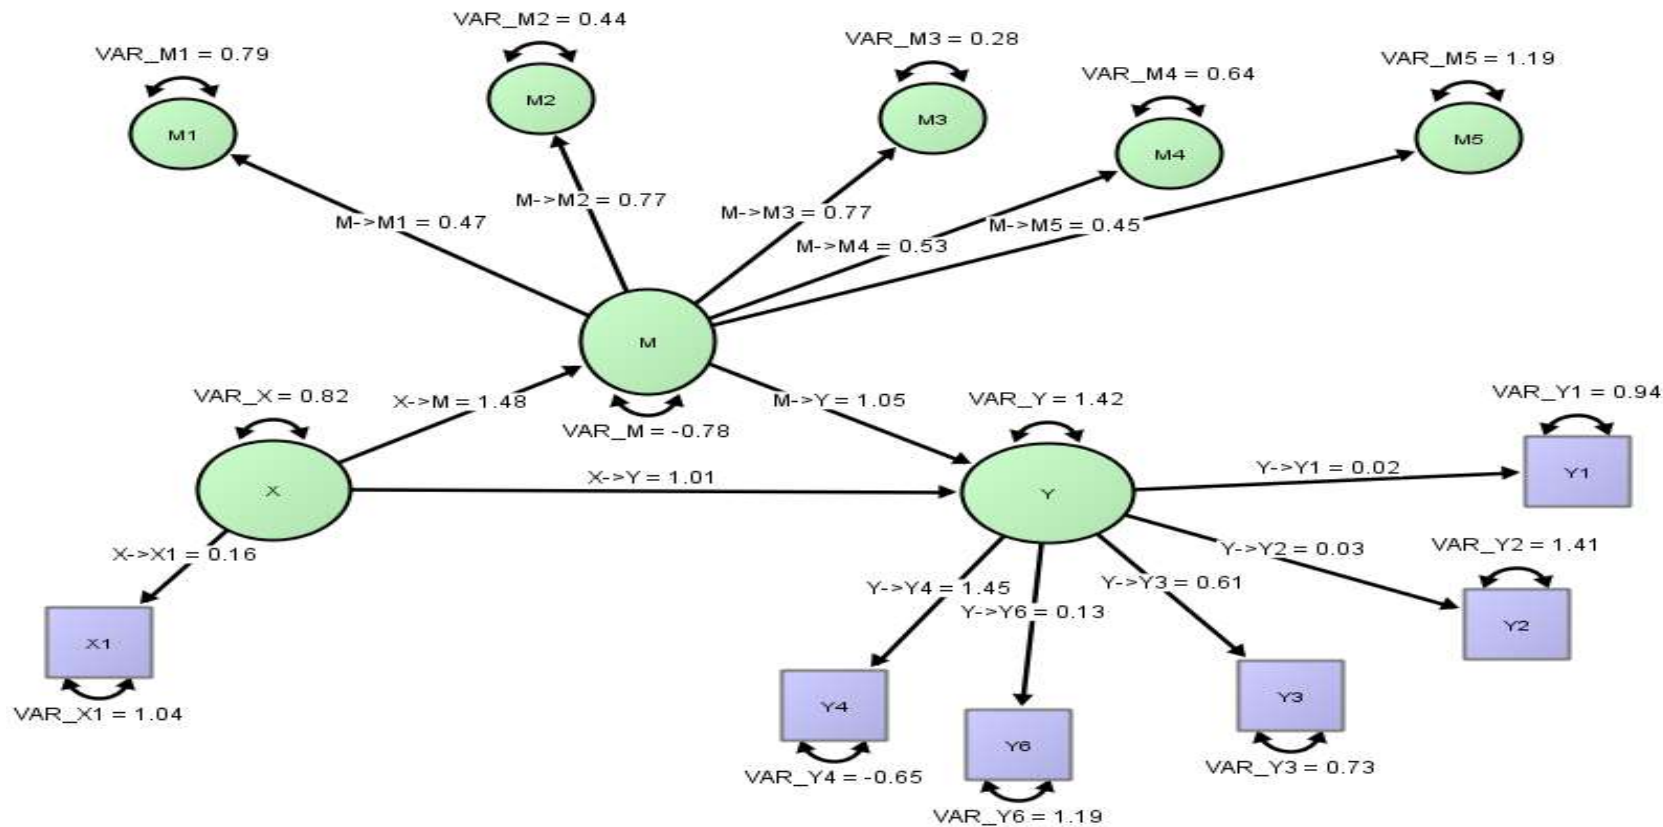 VAR_M2 = 0.44
VAR_M1 = 0.79
VAR_M3 = 0.28
VAR_M4 = 0.64
VAR_M5 = 1.19
M1
M2
M3
M4
M5
M->M1 = 0.47
M->M2 = 0.77
M->M3 = 0.77
M->M4 = 0.53
M->M5 = 0.45
M
VAR_M = -0.78
VAR_X = 0.82
X->M = 1.48
M->Y = 1.05
VAR_Y = 1.42
VAR_Y1 = 0.94
X
X->Y = 1.01
Y
Y->Y1 = 0.02
Y1
X->X1 = 0.16
Y->Y4 = 1.45
Y->Y6 = 0.13
Y->Y3 = 0.61
Y->Y2 = 0.03
VAR_Y2 = 1.41
Y2
X1
VAR_X1 = 1.04
Y4
VAR_Y4 = -0.65
Y6
VAR_Y6 = 1.19
Y3
VAR_Y3 = 0.73